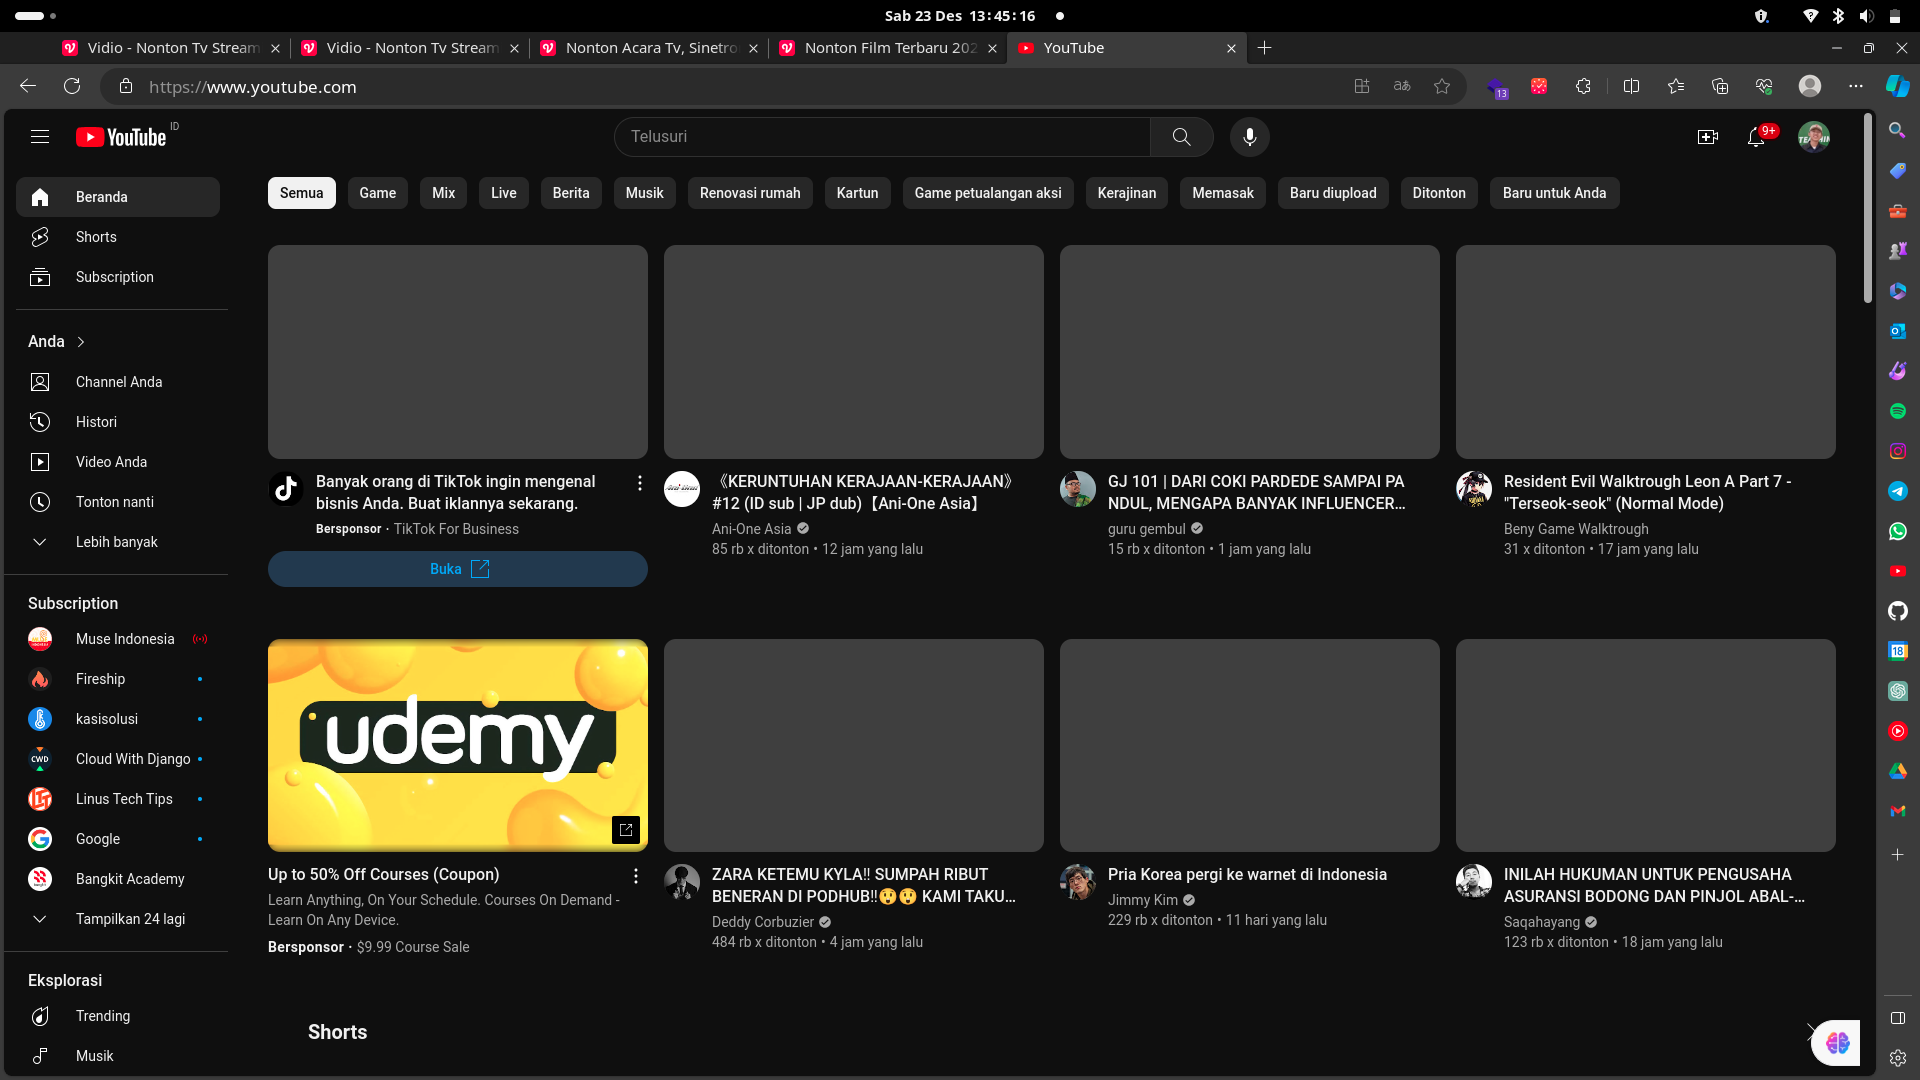 Sab 23 Des 13:45:16
Vidio - Nonton Tv Stream
Vidio - Nonton Tv Stream
Nonton Acara Tv, Sinetro
Nonton Film Terbaru 202
YouTube
https://www.youtube.com
13
YouTube ID
Telusuri
9+
Beranda
Shorts
Subscription
Anda
Channel Anda
Histori
Video Anda
Tonton nanti
Lebih banyak
Subscription
Muse Indonesia
Fireship
kasisolusi
CWD
Cloud With Django
Linus Tech Tips
Google
Bangkit Academy
Tampilkan 24 lagi
Eksplorasi
Trending
Musik
Semua
Game
Mix
Live
Berita
Musik
Renovasi rumah
Kartun
Game petualangan aksi
Kerajinan
Memasak
Baru diupload
Ditonton
Baru untuk Anda
Banyak orang di TikTok ingin mengenal
bisnis Anda. Buat iklannya sekarang.
Bersponsor · TikTok For Business
Buka
《KERUNTUHAN KERAJAAN-KERAJAAN》
#12 (ID sub | JP dub)【Ani-One Asia】
Ani-One Asia
85 rb x ditonton • 12 jam yang lalu
GJ 101 | DARI COKI PARDEDE SAMPAI PA
NDUL, MENGAPA BANYAK INFLUENCER...
guru gembul
15 rb x ditonton • 1 jam yang lalu
Resident Evil Walktrough Leon A Part 7 -
"Terseok-seok" (Normal Mode)
Beny Game Walktrough
31 x ditonton • 17 jam yang lalu
udemy
Up to 50% Off Courses (Coupon)
Learn Anything, On Your Schedule. Courses On Demand -
Learn On Any Device.
Bersponsor · $9.99 Course Sale
ZARA KETEMU KYLA‼ SUMPAH RIBUT
BENERAN DI PODHUB‼😲😲 KAMI TAKU...
Deddy Corbuzier
484 rb x ditonton • 4 jam yang lalu
Pria Korea pergi ke warnet di Indonesia
Jimmy Kim
229 rb x ditonton • 11 hari yang lalu
INILAH HUKUMAN UNTUK PENGUSAHA
ASURANSI BODONG DAN PINJOL ABAL-...
Saqahayang
123 rb x ditonton • 18 jam yang lalu
Shorts
18